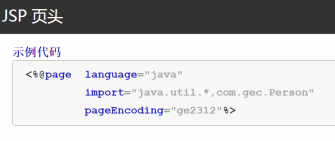 JSP 页头
示例代码
<%@page  language="java"
import="java.util.*,com.gec.Person"
pageEncoding="ge2312"%>